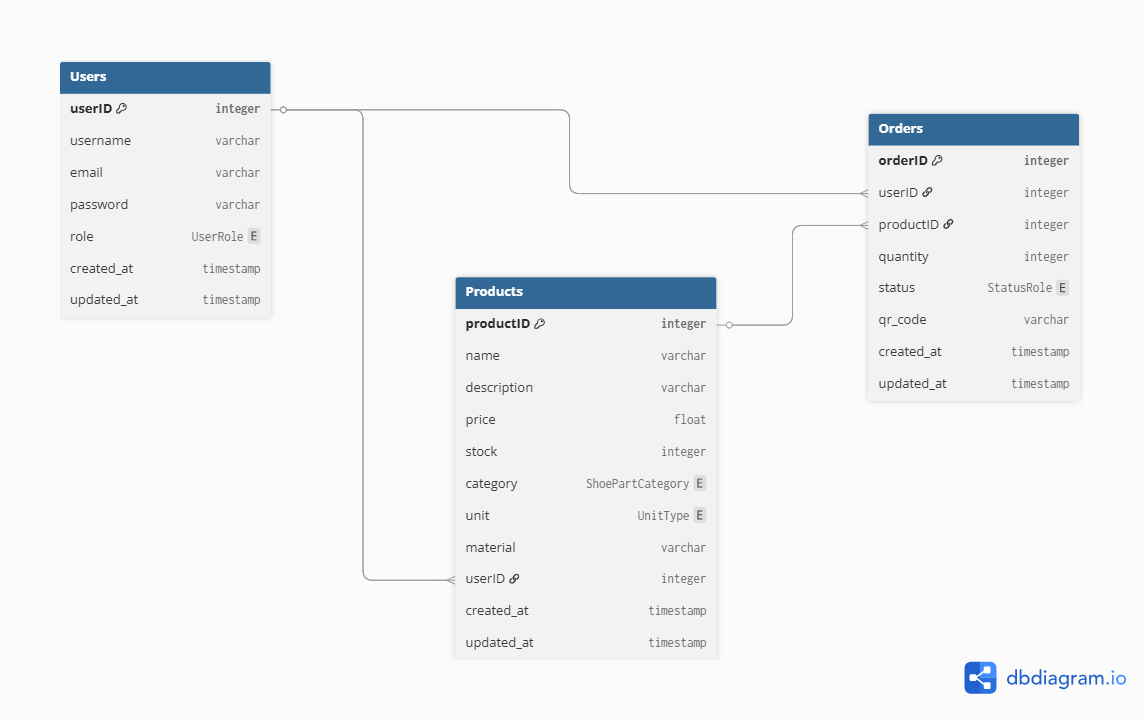 Users
userID integer
username varchar
email varchar
password varchar
role UserRole E
created_at timestamp
updated_at timestamp
Orders
orderID integer
userID integer
productID integer
quantity integer
status StatusRole E
qr_code varchar
created_at timestamp
updated_at timestamp
Products
productID integer
name varchar
description varchar
price float
stock integer
category ShoePartCategory E
unit UnitType E
material varchar
userID integer
created_at timestamp
updated_at timestamp
dbdiagram.io